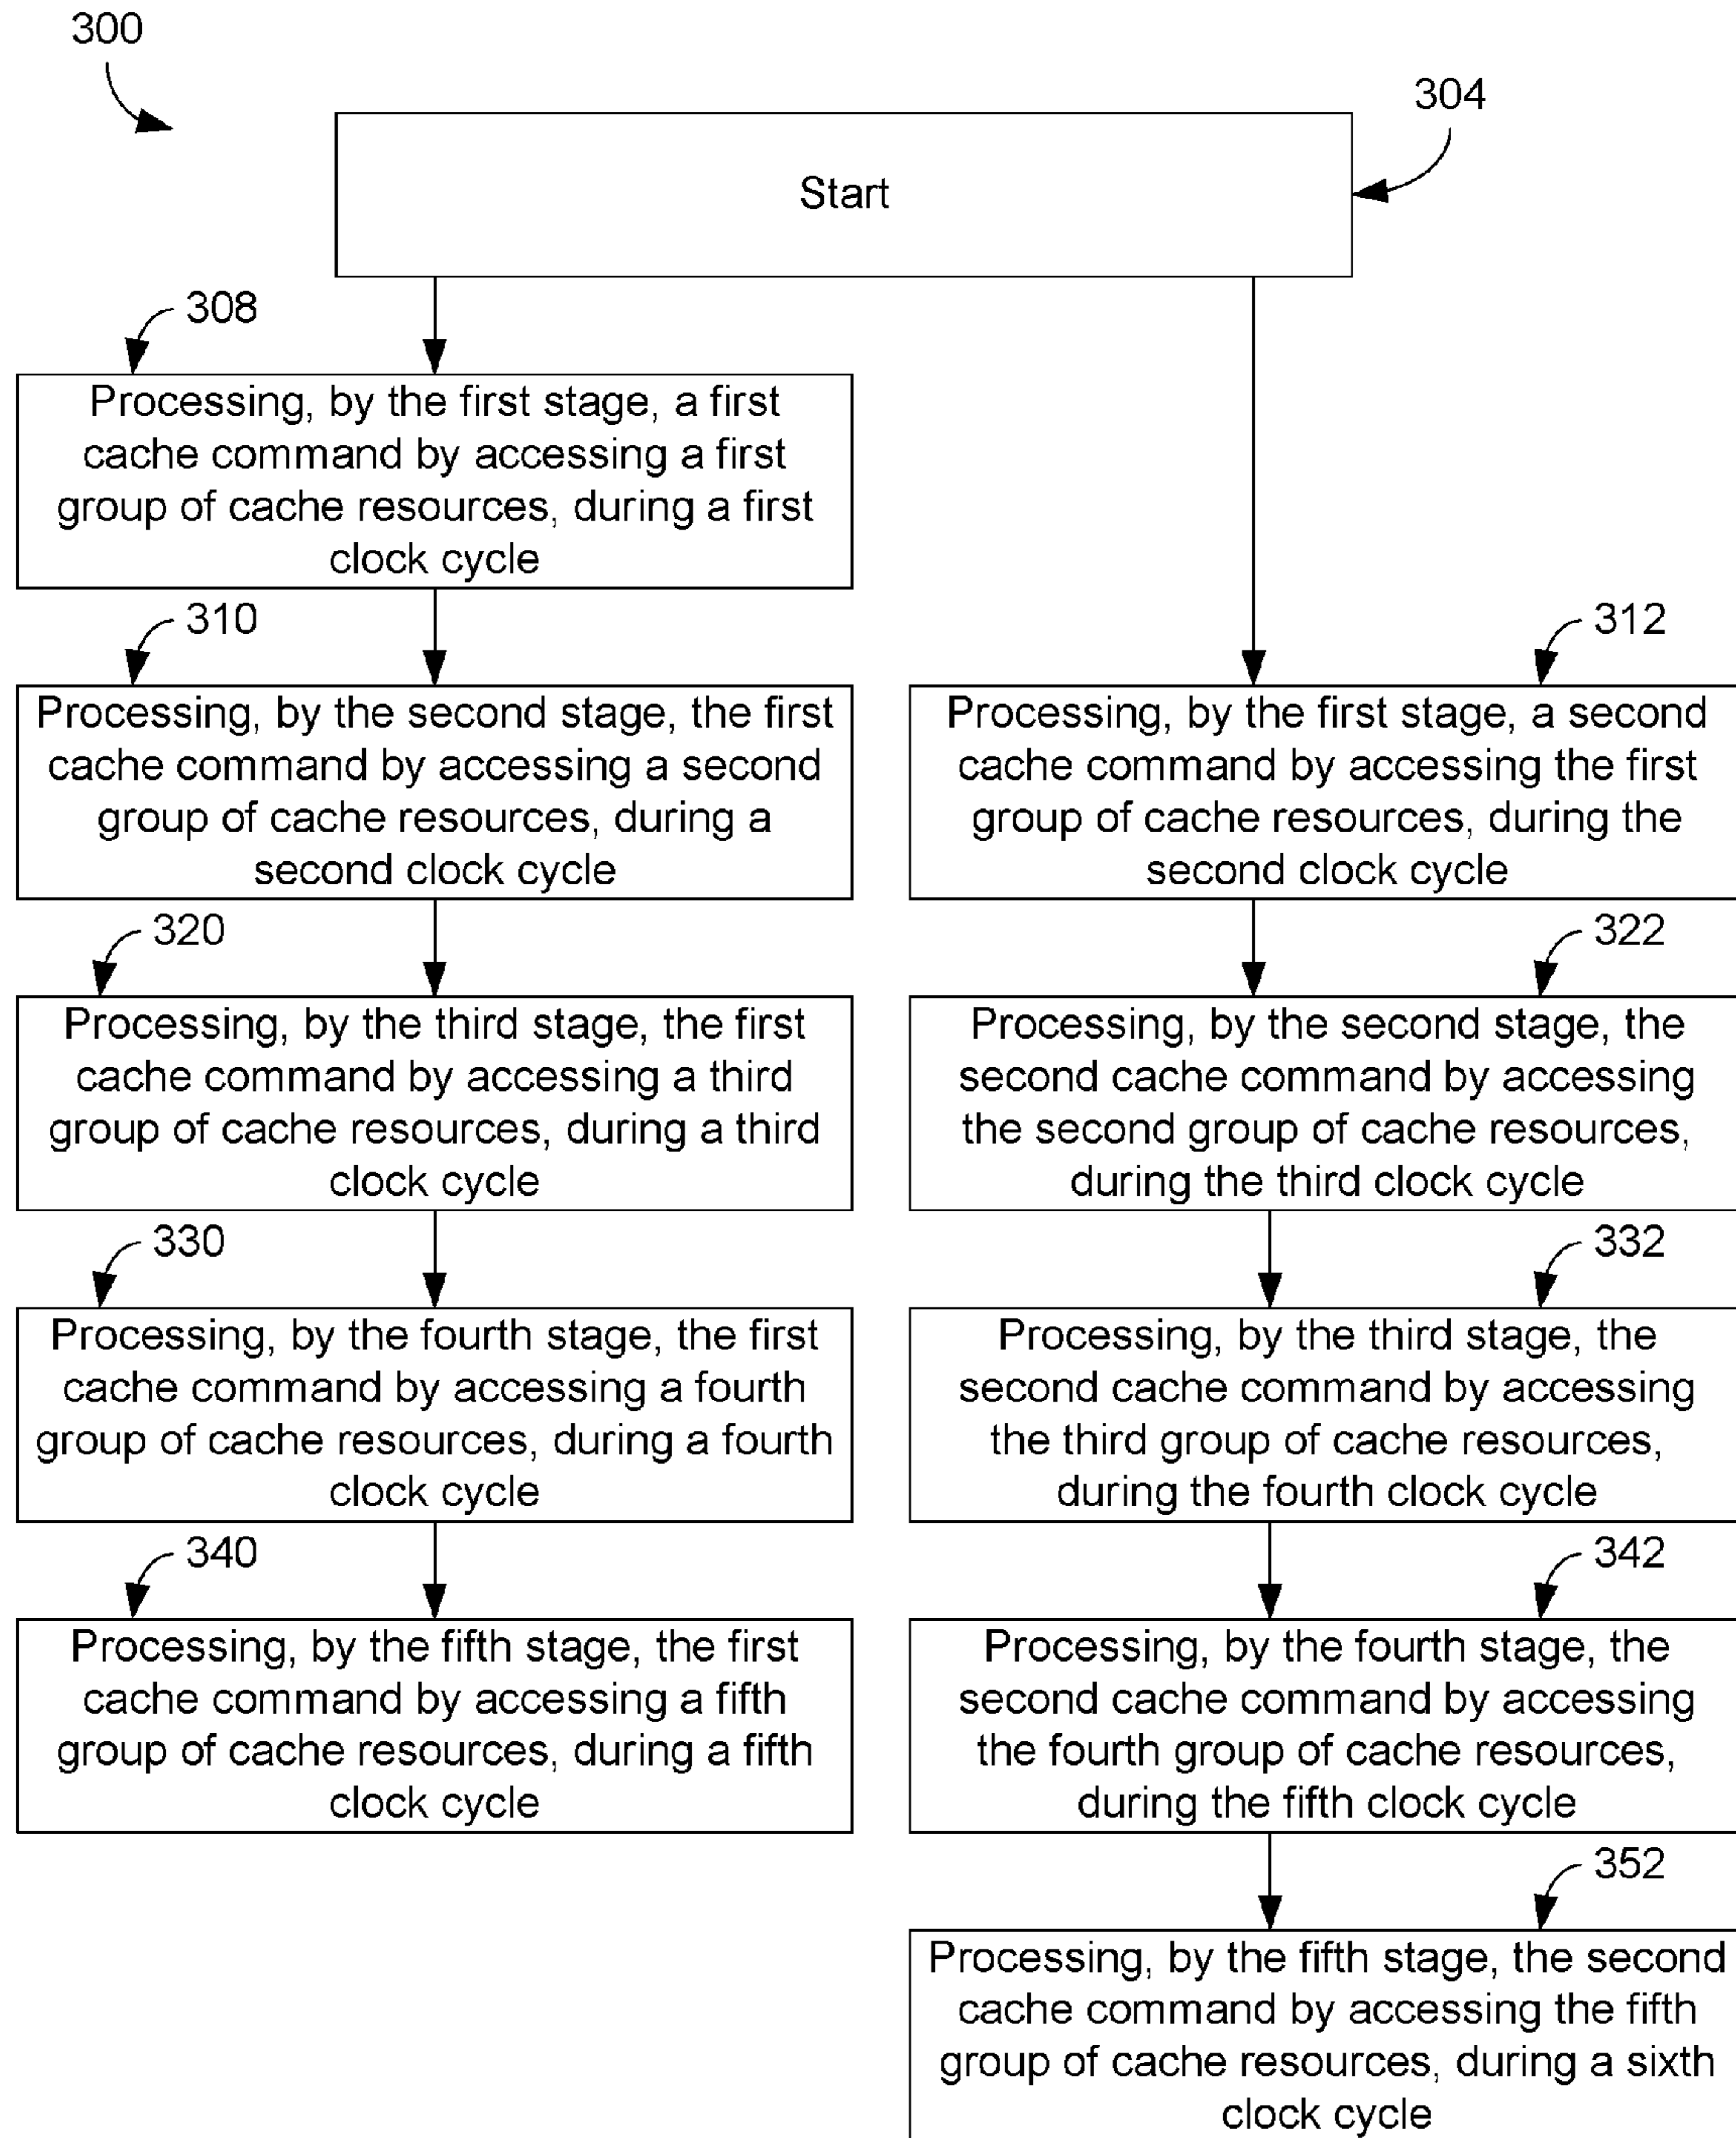 300
304
Start
308
Processing, by the first stage, a first
cache command by accessing a first
group of cache resources, during a first
clock cycle
310
Processing, by the second stage, the first
cache command by accessing a second
group of cache resources, during a
second clock cycle
312
Processing, by the first stage, a second
cache command by accessing the first
group of cache resources, during the
second clock cycle
320
Processing, by the third stage, the first
cache command by accessing a third
group of cache resources, during a third
clock cycle
322
Processing, by the second stage, the
second cache command by accessing
the second group of cache resources,
during the third clock cycle
330
Processing, by the fourth stage, the first
cache command by accessing a fourth
group of cache resources, during a fourth
clock cycle
332
Processing, by the third stage, the
second cache command by accessing
the third group of cache resources,
during the fourth clock cycle
340
Processing, by the fifth stage, the first
cache command by accessing a fifth
group of cache resources, during a fifth
clock cycle
342
Processing, by the fourth stage, the
second cache command by accessing
the fourth group of cache resources,
during the fifth clock cycle
352
Processing, by the fifth stage, the second
cache command by accessing the fifth
group of cache resources, during a sixth
clock cycle